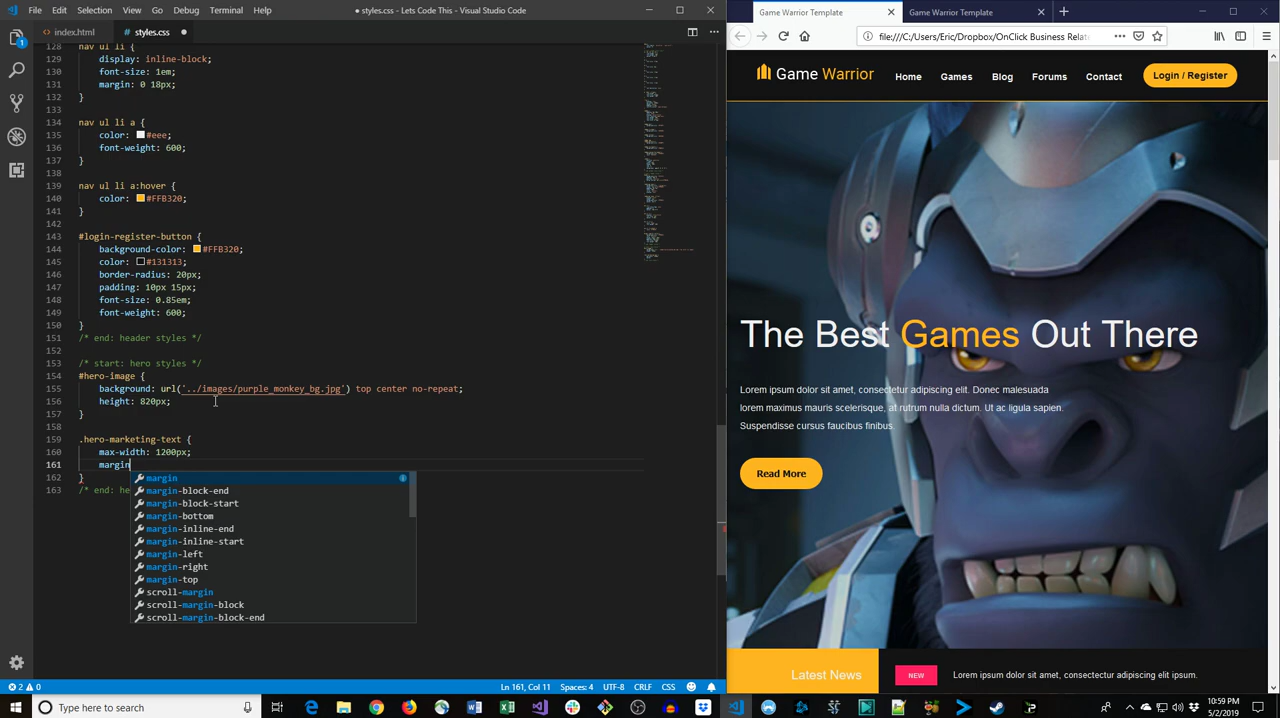 File Edit Selection View Go Debug Terminal Help
● styles.css - Lets Code This - Visual Studio Code
index.html
# styles.css ●
128 nav ul li {
129 display: inline-block;
130 font-size: 1em;
131 margin: 0 18px;
132 }
133
134 nav ul li a {
135 color: #eee;
136 font-weight: 600;
137 }
138
139 nav ul li a:hover {
140 color: #FFB320;
141 }
142
143 #login-register-button {
144 background-color: #FFB320;
145 color: #131313;
146 border-radius: 20px;
147 padding: 10px 15px;
148 font-size: 0.85em;
149 font-weight: 600;
150 }
151 /* end: header styles */
152
153 /* start: hero styles */
154 #hero-image {
155 background: url('../images/purple_monkey_bg.jpg') top center no-repeat;
156 height: 820px;
157 }
158
159 .hero-marketing-text {
160 max-width: 1200px;
161 margin
162 }
163 /* end: he
margin
margin-block-end
margin-block-start
margin-bottom
margin-inline-end
margin-inline-start
margin-left
margin-right
margin-top
scroll-margin
scroll-margin-block
scroll-margin-block-end
2 0
Ln 161, Col 11 Spaces: 4 UTF-8 CRLF CSS
Game Warrior Template
Game Warrior Template
file:///C:/Users/Eric/Dropbox/OnClick Business Relat
Game Warrior
Home Games Blog Forums Contact
Login / Register
The Best Games Out There
Lorem ipsum dolor sit amet, consectetur adipiscing elit. Donec malesuada
lorem maximus mauris scelerisque, at rutrum nulla dictum. Ut ac ligula sapien.
Suspendisse cursus faucibus finibus.
Read More
Latest News
NEW
Lorem ipsum dolor sit amet, consectetur adipiscing elit.
Type here to search
10:59 PM
5/2/2019